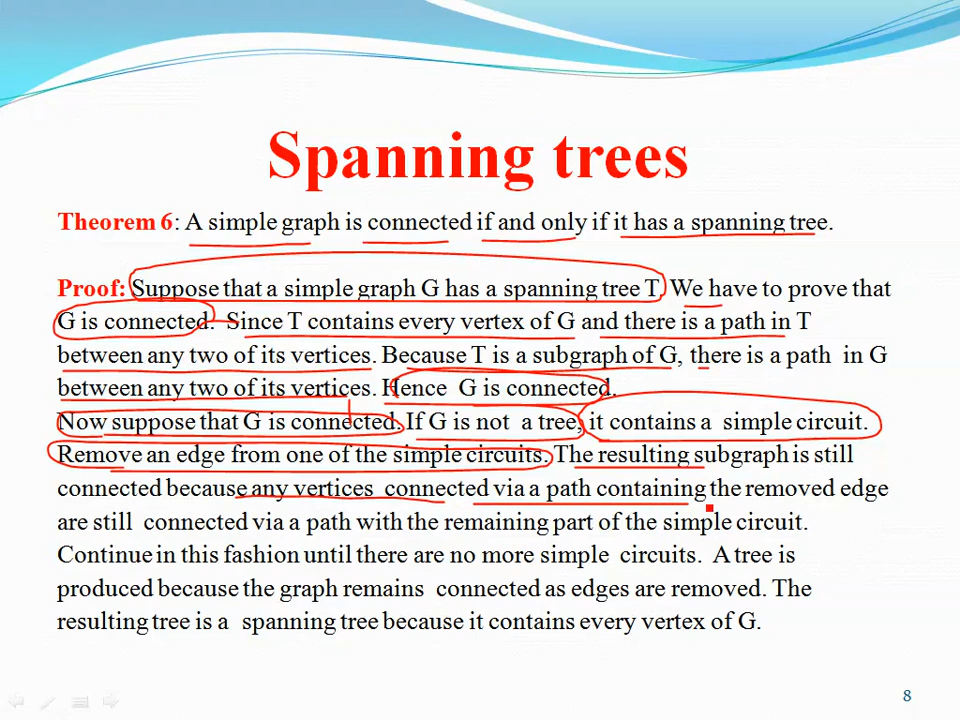 Spanning trees
Theorem 6: A simple graph is connected if and only if it has a spanning tree.
Proof: Suppose that a simple graph G has a spanning tree T. We have to prove that
G is connected. Since T contains every vertex of G and there is a path in T
between any two of its vertices. Because T is a subgraph of G, there is a path in G
between any two of its vertices. Hence G is connected.
Now suppose that G is connected. If G is not a tree, it contains a simple circuit.
Remove an edge from one of the simple circuits. The resulting subgraph is still
connected because any vertices connected via a path containing the removed edge
are still connected via a path with the remaining part of the simple circuit.
Continue in this fashion until there are no more simple circuits. A tree is
produced because the graph remains connected as edges are removed. The
resulting tree is a spanning tree because it contains every vertex of G.
8